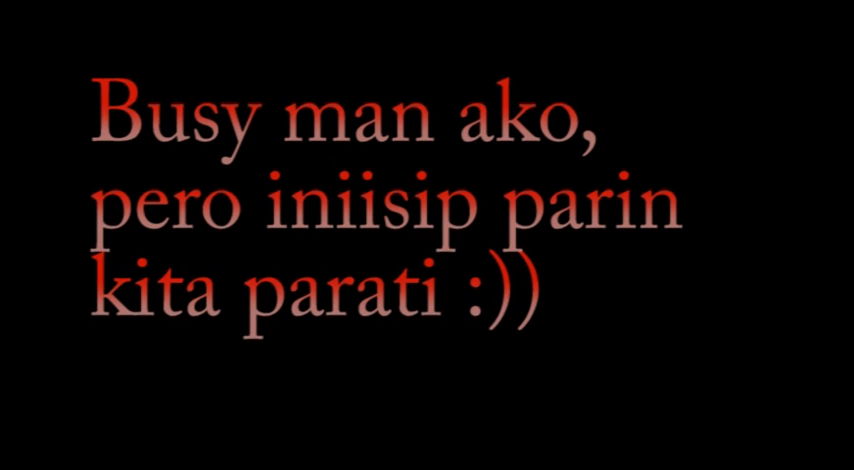 Busy man ako,
pero iniisip parin
kita parati :))